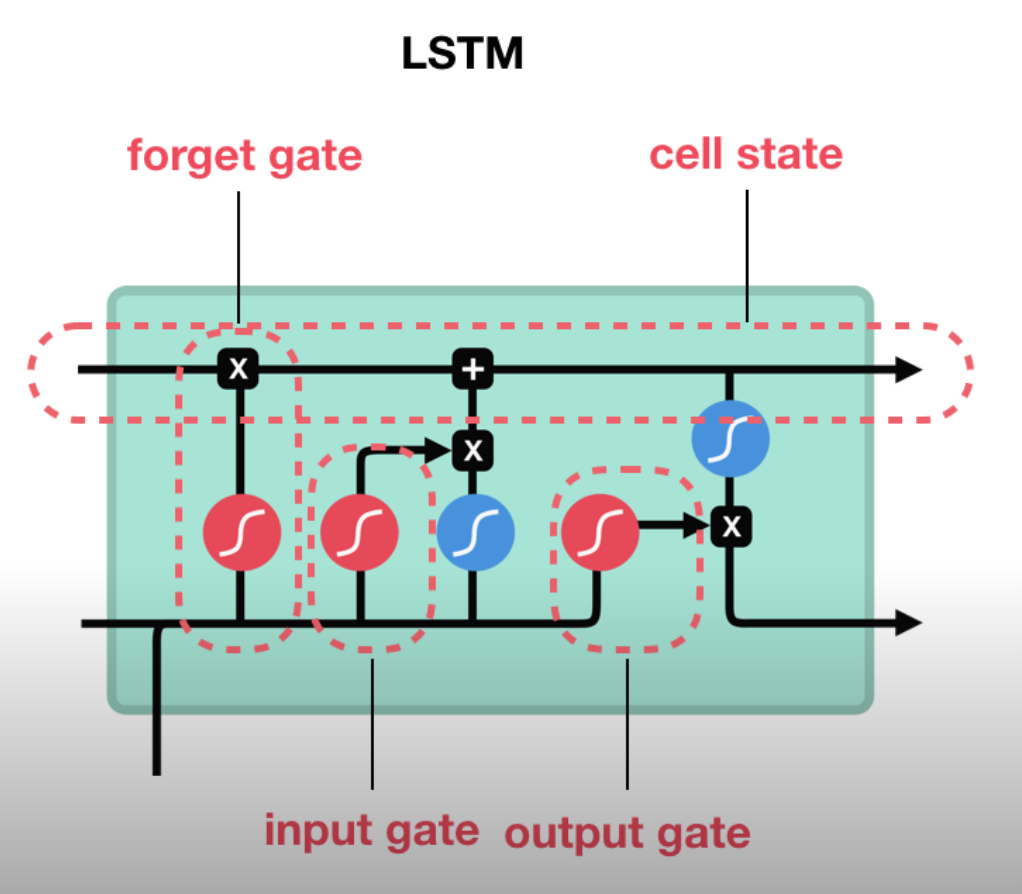 LSTM
forget gate
cell state
X
+
X
X
input gate
output gate